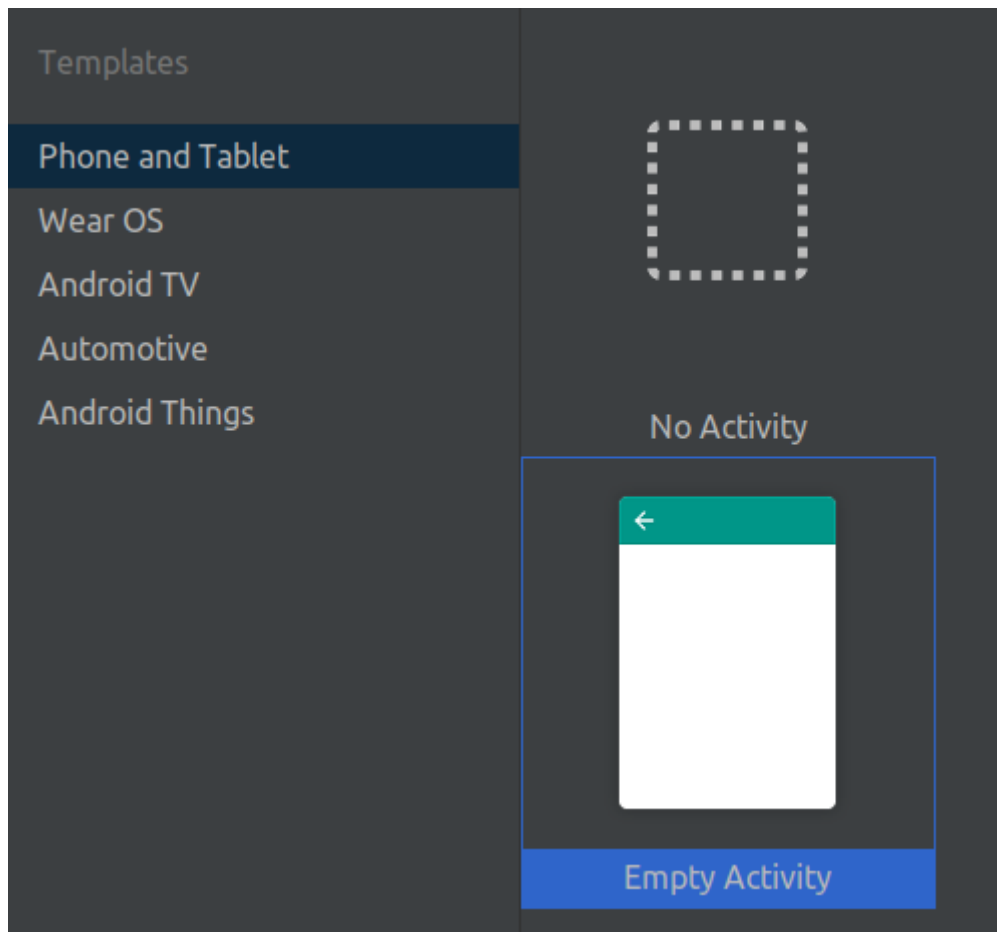 Templates
Phone and Tablet
Wear OS
Android TV
Automotive
Android Things
No Activity
Empty Activity